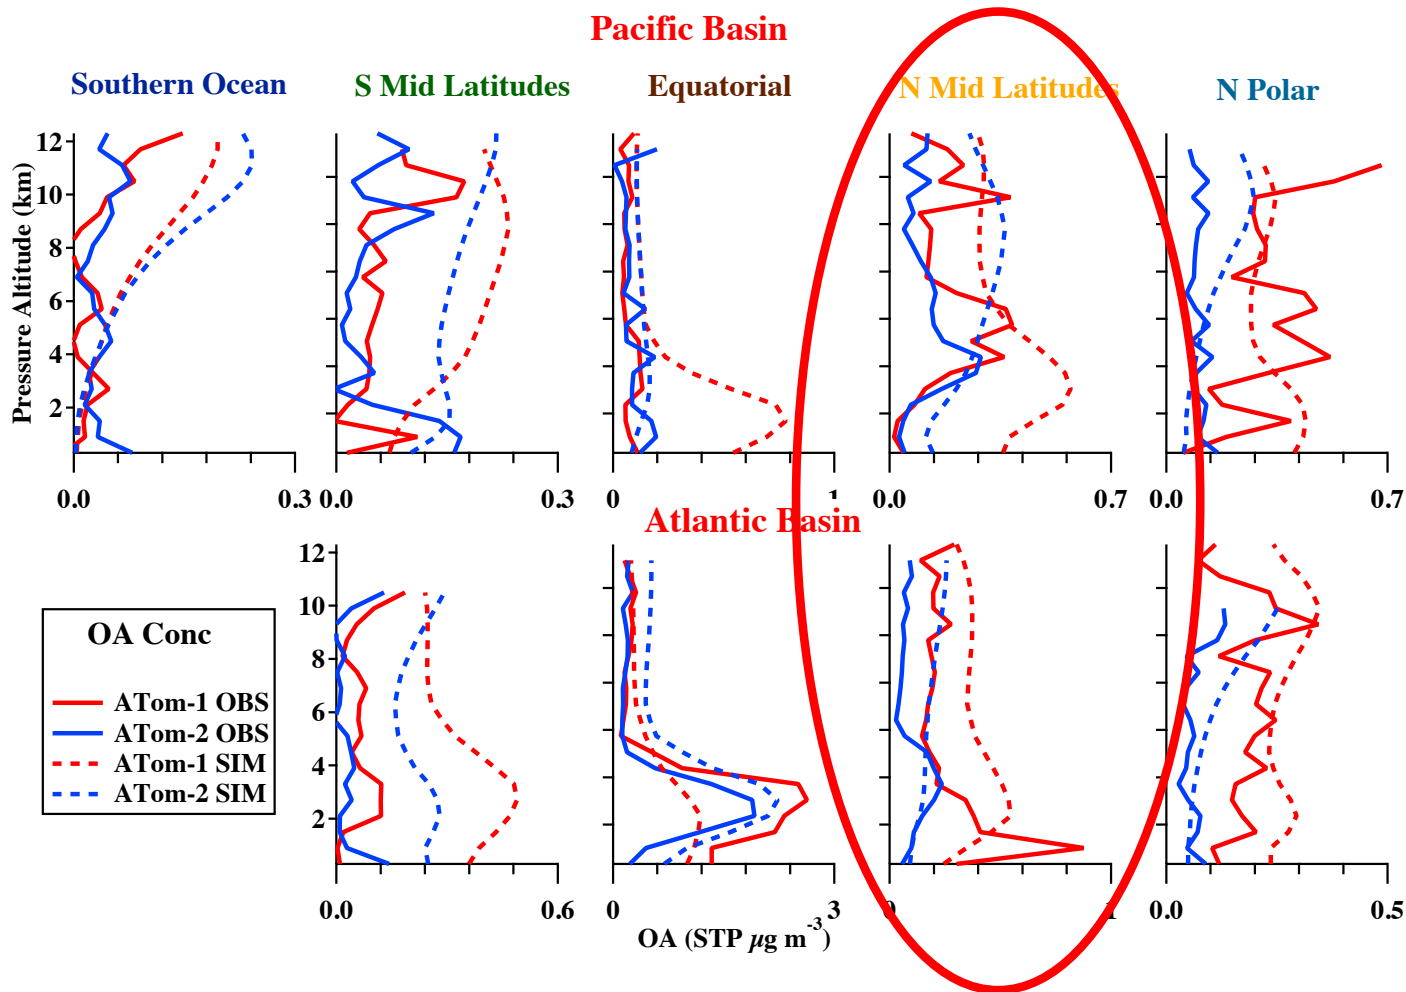 Pacific Basin
Southern Ocean
S Mid Latitudes
Equatorial
N Mid Latitudes
N Polar
Pressure Altitude (km)
12
10
8
6
4
2
0.0
0.3
0.0
0.3
0
1
0.0
0.7
0.0
0.7
Atlantic Basin
12
10
8
6
4
2
0.0
0.6
0
3
0
1
0.0
0.5
OA (STP µg m-3)
OA Conc
ATom-1 OBS
ATom-2 OBS
ATom-1 SIM
ATom-2 SIM